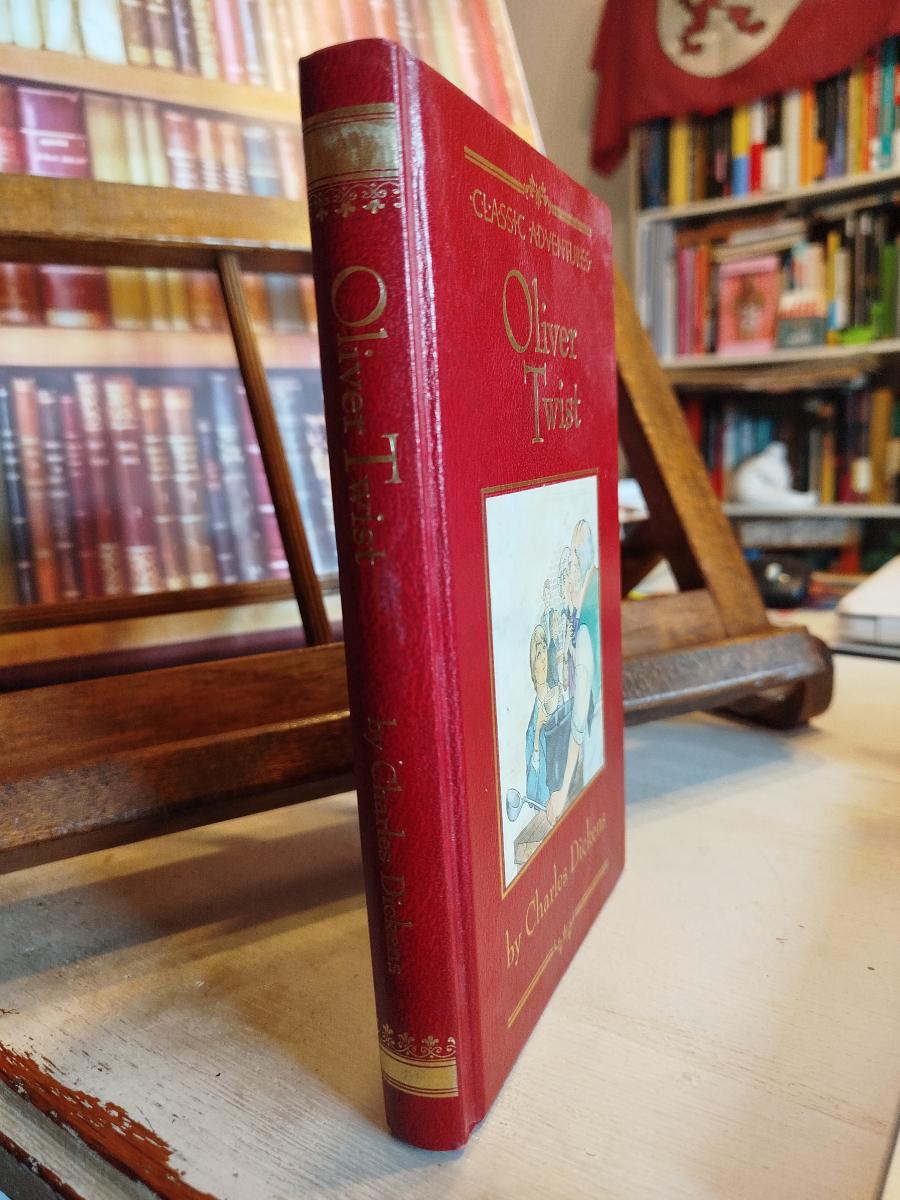 Oliver Twist
by Charles Dickens
CLASSIC ADVENTURES
Oliver
Twist
by Charles Dickens